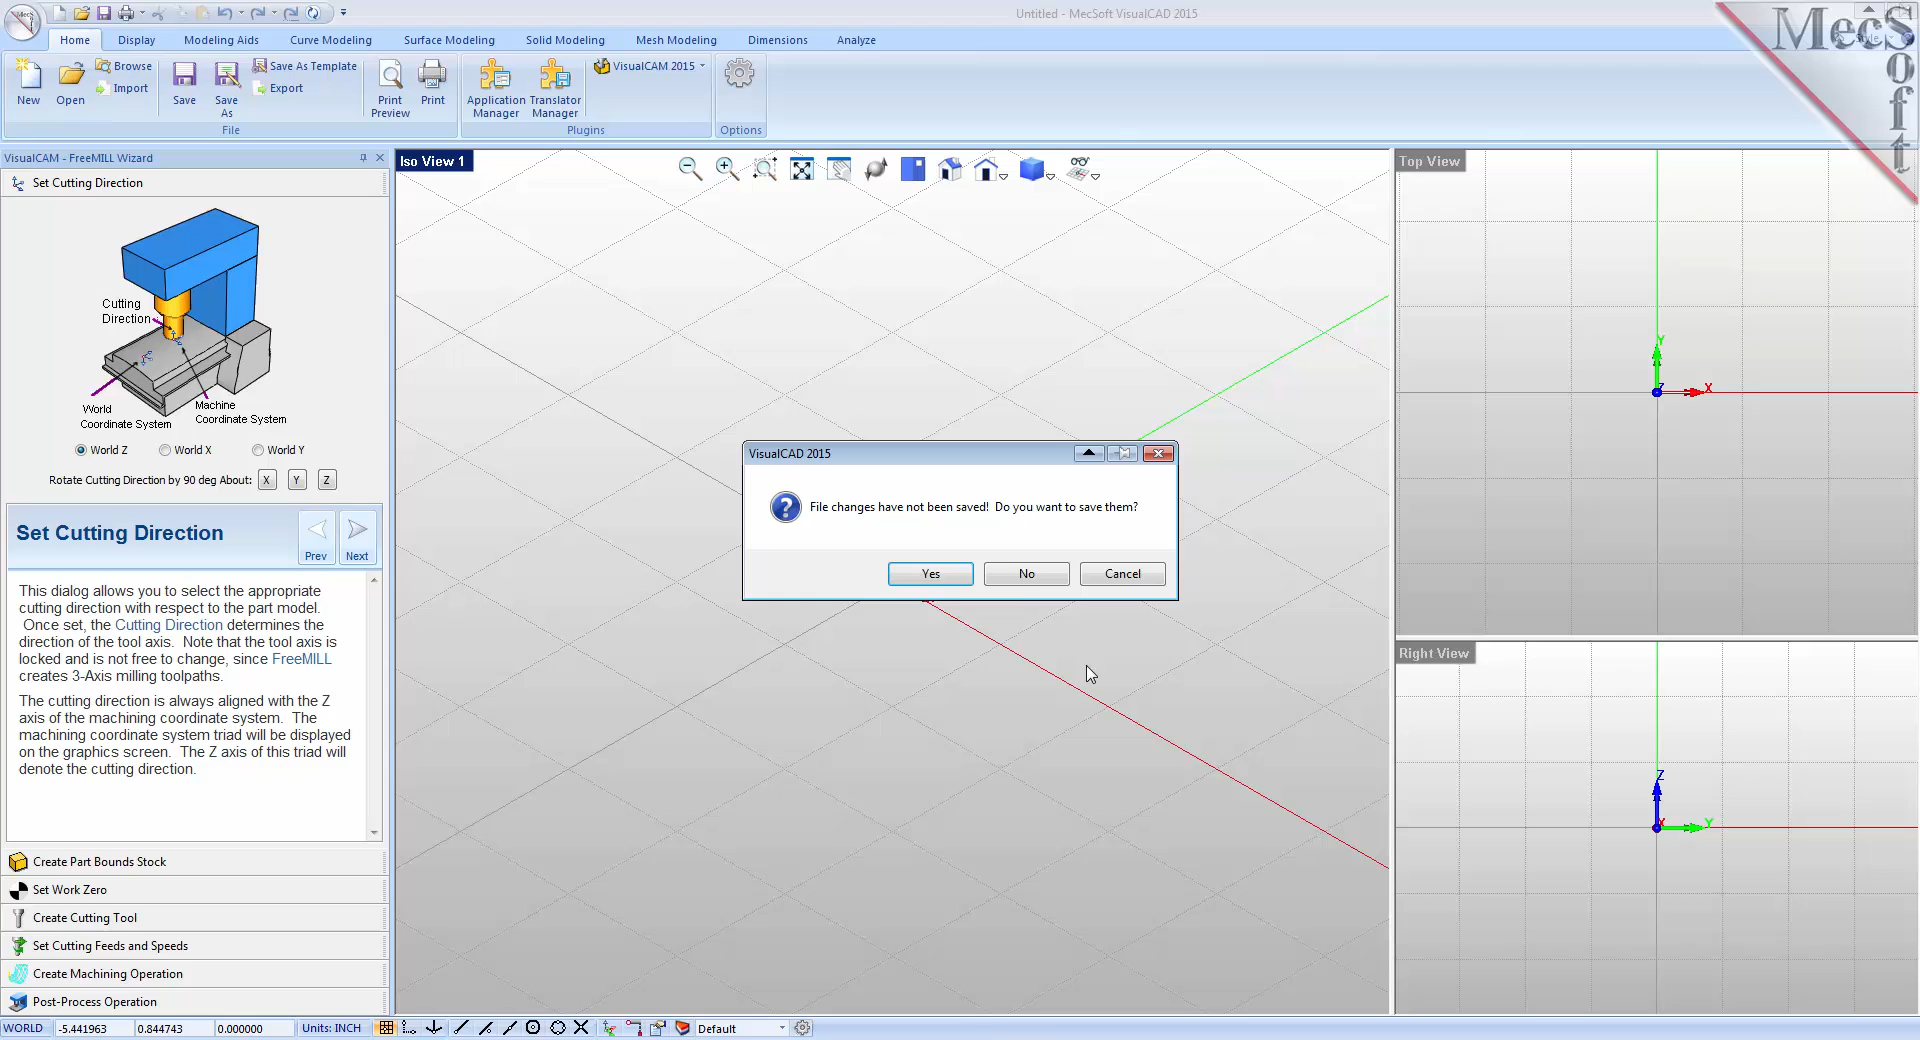 Untitled - MecSoft VisualCAD 2015
Home
Display
Modeling Aids
Curve Modeling
Surface Modeling
Solid Modeling
Mesh Modeling
Dimensions
Analyze
New
Open
Browse
Import
Save
Save As
Save As Template
Export
File
Print Preview
Print
Application Manager
Translator Manager
VisualCAM 2015
Plugins
Options
MecSoft
VisualCAM - FreeMILL Wizard
Set Cutting Direction
Cutting
Direction
World
Coordinate System
Machine
Coordinate System
World Z
World X
World Y
Rotate Cutting Direction by 90 deg About:
X
Y
Z
Set Cutting Direction
Prev
Next
This dialog allows you to select the appropriate
cutting direction with respect to the part model.
Once set, the Cutting Direction determines the
direction of the tool axis. Note that the tool axis is
locked and is not free to change, since FreeMILL
creates 3-Axis milling toolpaths.
The cutting direction is always aligned with the Z
axis of the machining coordinate system. The
machining coordinate system triad will be displayed
on the graphics screen. The Z axis of this triad will
denote the cutting direction.
Create Part Bounds Stock
Set Work Zero
Create Cutting Tool
Set Cutting Feeds and Speeds
Create Machining Operation
Post-Process Operation
Iso View 1
VisualCAD 2015
File changes have not been saved! Do you want to save them?
Yes
No
Cancel
Top View
Y
Z
X
Right View
Z
X
Y
WORLD
-5.441963
0.844743
0.000000
Units: INCH
Default